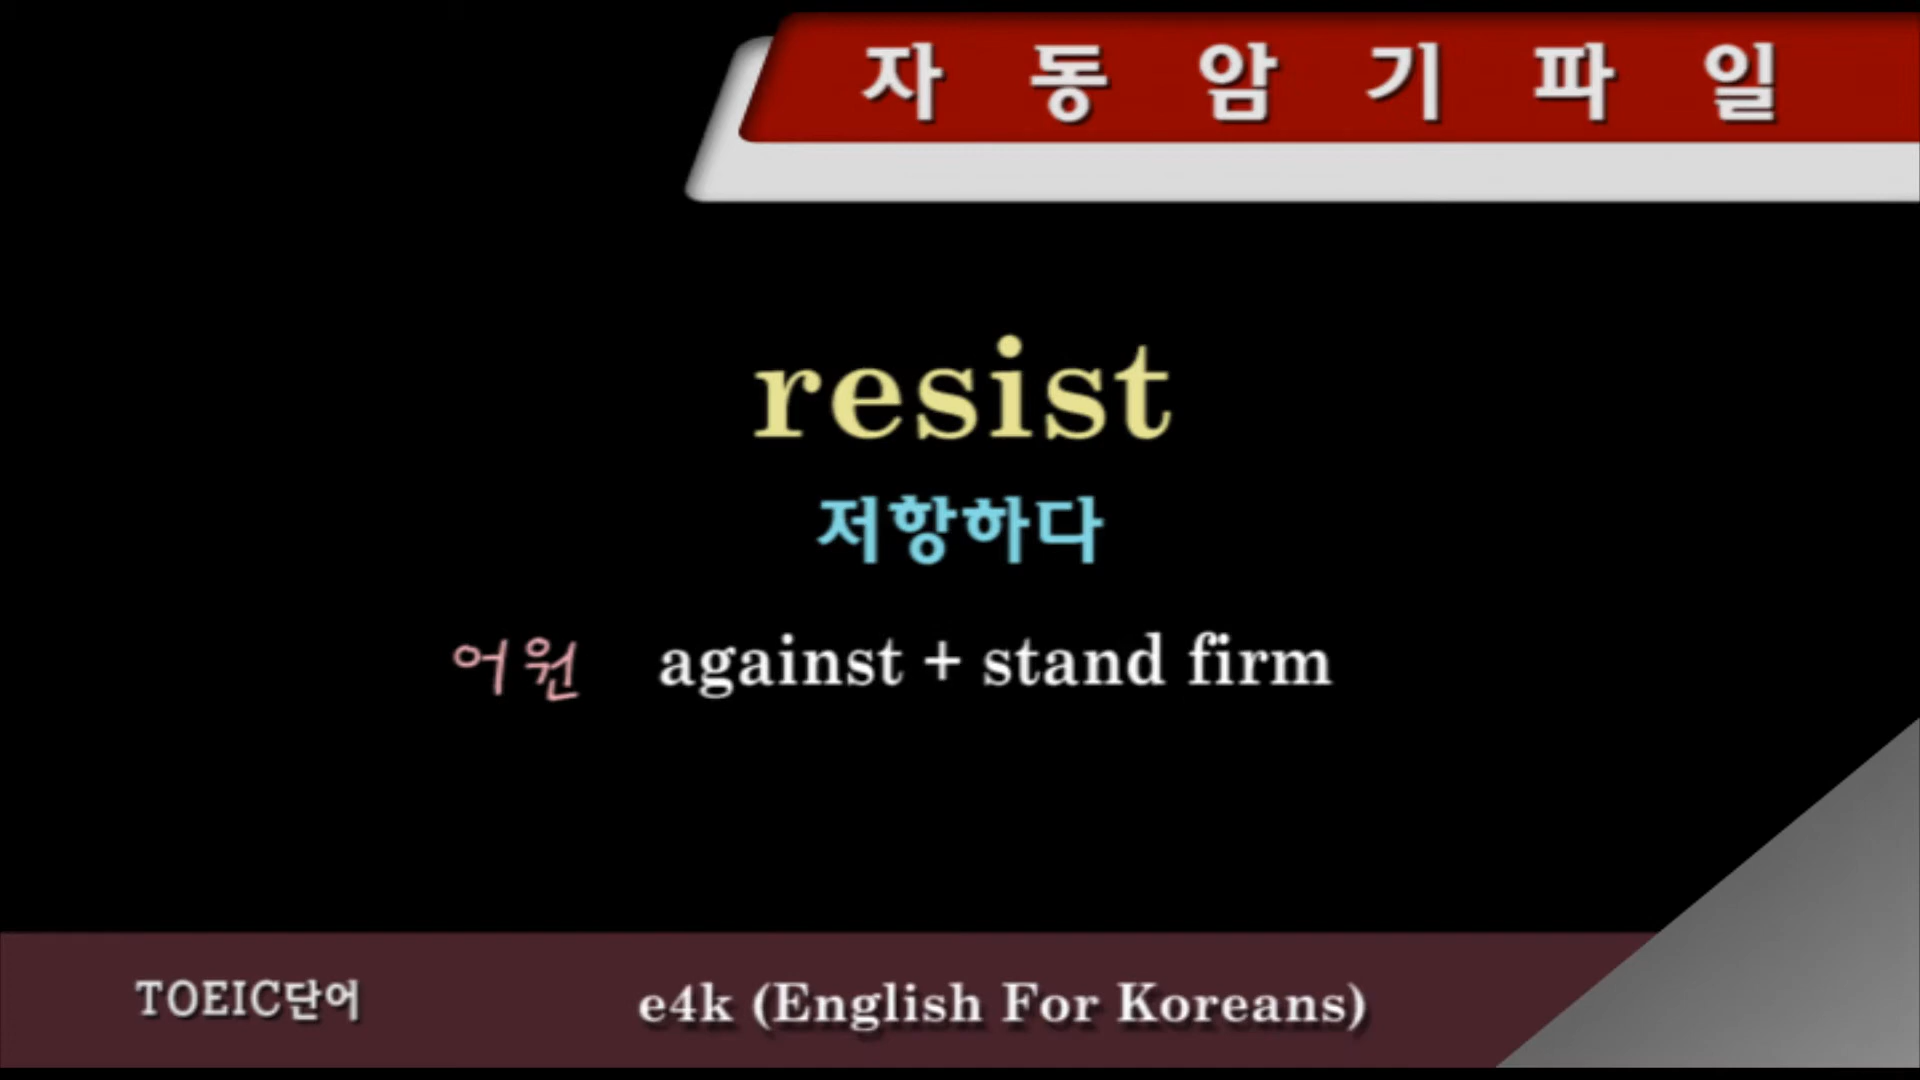 자 동 암 기 파 일
resist
저항하다
어원 against + stand firm
TOEIC단어 e4k (English For Koreans)